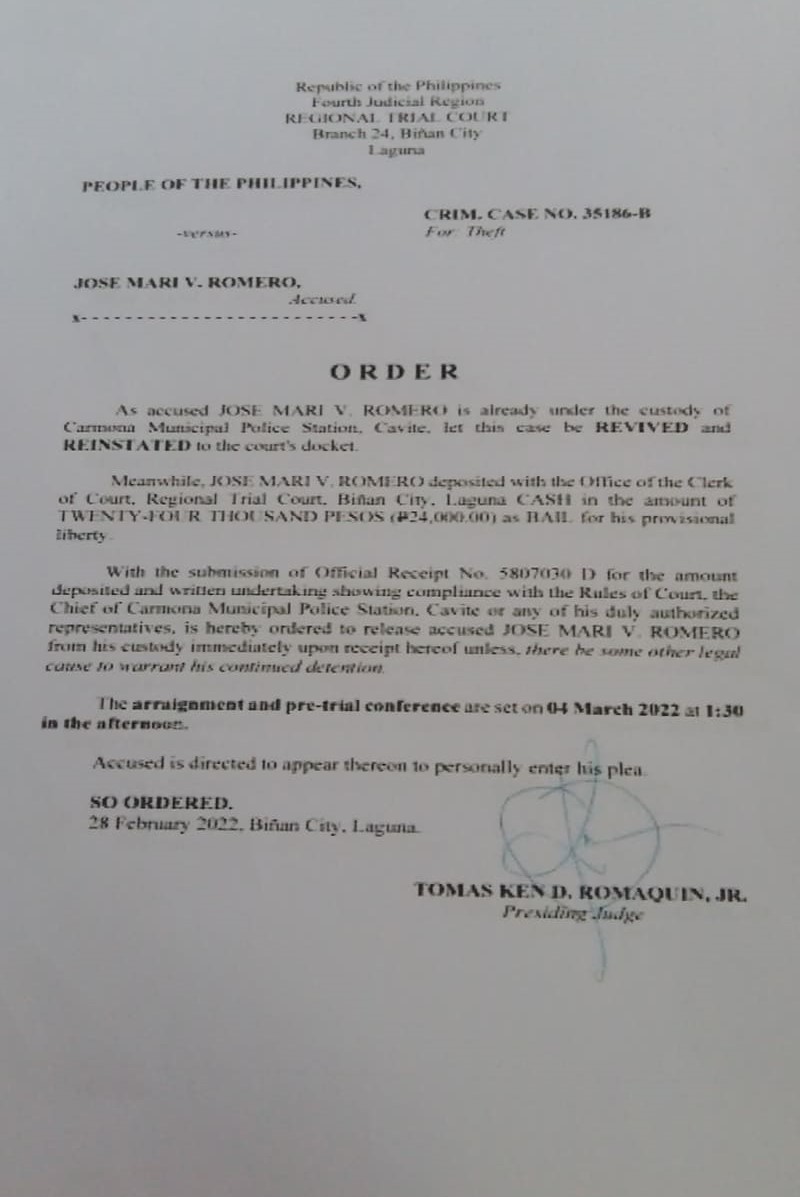 Republic of the Philippines
Fourth Judicial Region
REGIONAL TRIAL COURT
Branch 24, Biñan City
Laguna
PEOPLE OF THE PHILIPPINES,
CRIM. CASE NO. 35186-B
-versus-
For Theft
JOSE MARI V. ROMERO,
Accused.
x- - - - - - - - - - - - - - - - - - - - - - - - - -x
ORDER
As accused JOSE MARI V. ROMERO is already under the custody of
Carmona Municipal Police Station, Cavite, let this case be REVIVED and
REINSTATED to the court's docket.
Meanwhile, JOSE MARI V. ROMERO deposited with the Office of the Clerk
of Court, Regional Trial Court, Biñan City, Laguna CASH in the amount of
TWENTY-FOUR THOUSAND PESOS (₱24,000.00) as BAIL for his provisional
liberty.
With the submission of Official Receipt No. 5807030 D for the amount
deposited and written undertaking showing compliance with the Rules of Court, the
Chief of Carmona Municipal Police Station, Cavite or any of his duly authorized
representatives, is hereby ordered to release accused JOSE MARI V. ROMERO
from his custody immediately upon receipt hereof unless, there be some other legal
cause to warrant his continued detention.
The arraignment and pre-trial conference are set on 04 March 2022 at 1:30
in the afternoon.
Accused is directed to appear thereon to personally enter his plea.
SO ORDERED.
28 February 2022, Biñan City, Laguna.
TOMAS KEN D. ROMAQUIN, JR.
Presiding Judge